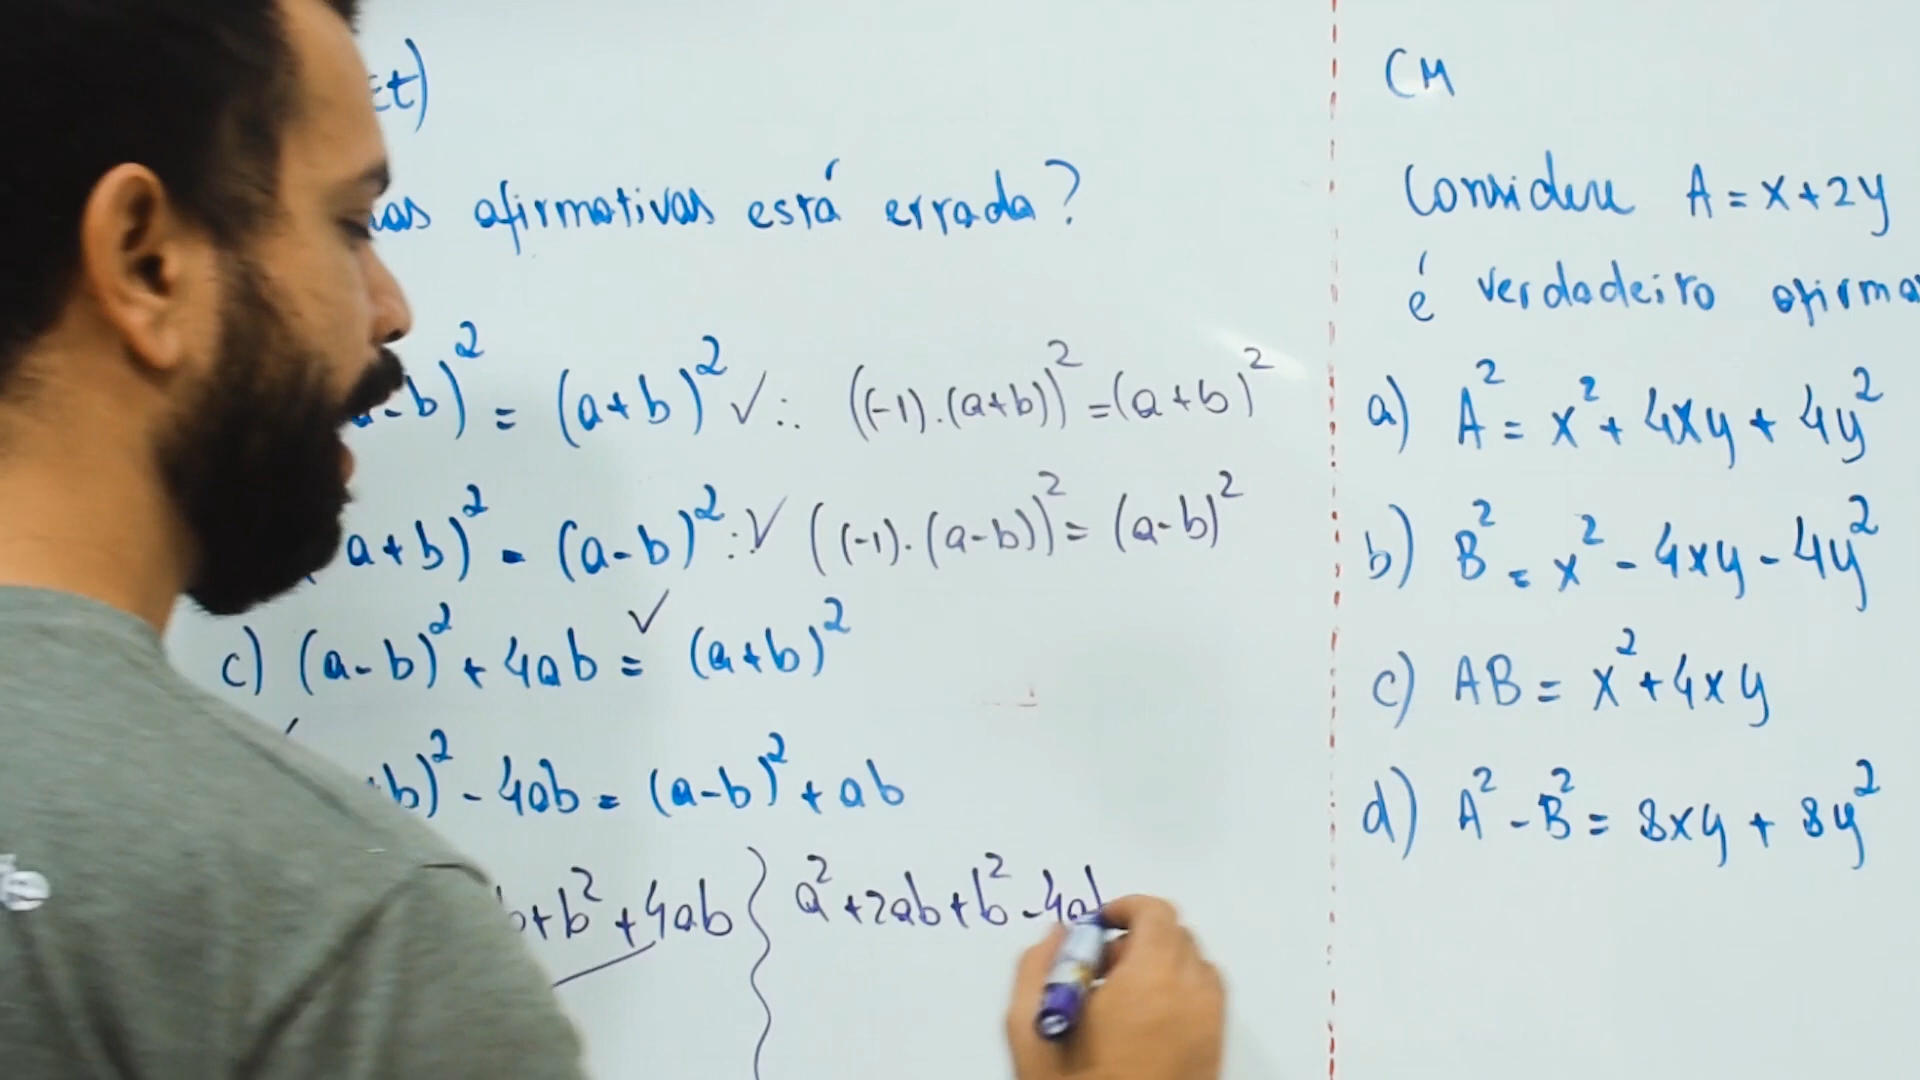 afirmativas está errada?
b)² = (a+b)² ✓∴ ((-1).(a+b))² = (a+b)²
a+b)² = (a-b)² ∴ ✓ ((-1).(a-b))² = (a-b)²
c) (a-b)² + 4ab = (a+b)² ✓
b)² - 4ab = (a-b)² + ab
b+b² + 4ab } a² + 2ab + b² - 4ab
CM
Considere A = x + 2y
é verdadeiro afirma
a) A² = x² + 4xy + 4y²
b) B² = x² - 4xy - 4y²
c) AB = x² + 4xy
d) A² - B² = 8xy + 8y²